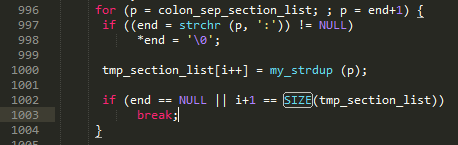 996 for (p = colon_sep_section_list; ; p = end+1) {
997 if ((end = strchr (p, ':')) != NULL)
998 *end = '\0';
999
1000 tmp_section_list[i++] = my_strdup (p);
1001
1002 if (end == NULL || i+1 == SIZE(tmp_section_list))
1003 break;
1004 }